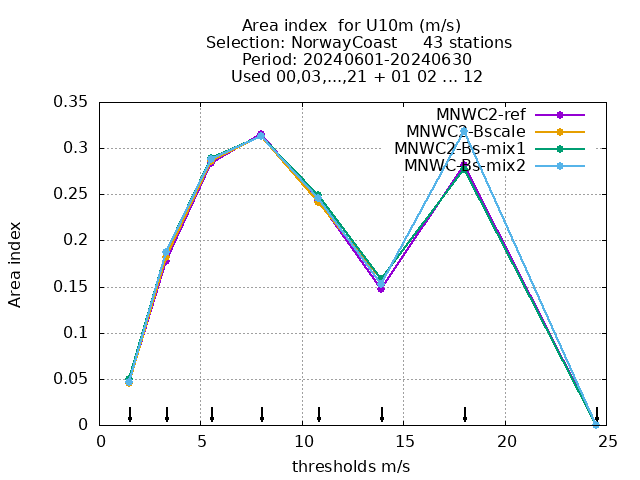 Area index  for U10m (m/s)
Selection: NorwayCoast     43 stations
Period: 20240601-20240630
Used 00,03,...,21 + 01 02 ... 12
MNWC2-ref
MNWC2-Bscale
MNWC2-Bs-mix1
MNWC-Bs-mix2
Area index
0.35
0.3
0.25
0.2
0.15
0.1
0.05
0
0 5 10 15 20 25
thresholds m/s